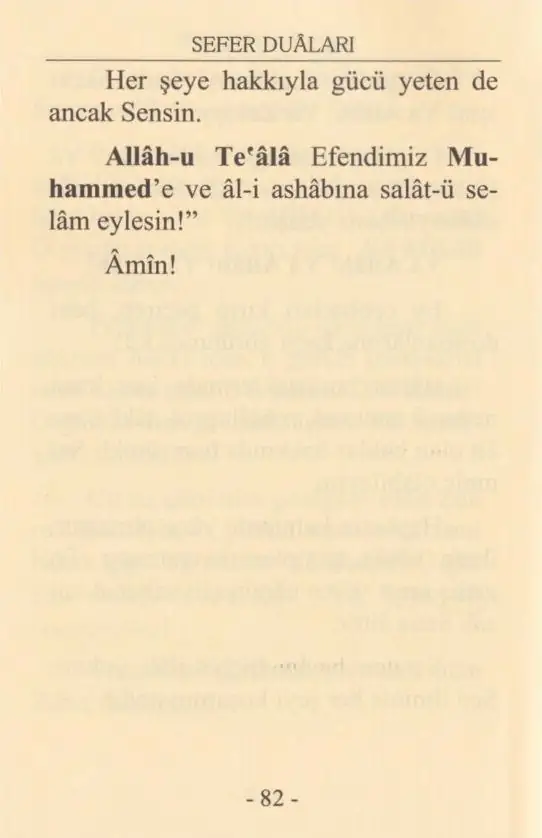 SEFER DUÂLARI
Her şeye hakkıyla gücü yeten de
ancak Sensin.
Allâh-u Te‛âlâ Efendimiz Mu-
hammed’e ve âl-i ashâbına salât-ü se-
lâm eylesin!”
Âmîn!
- 82 -